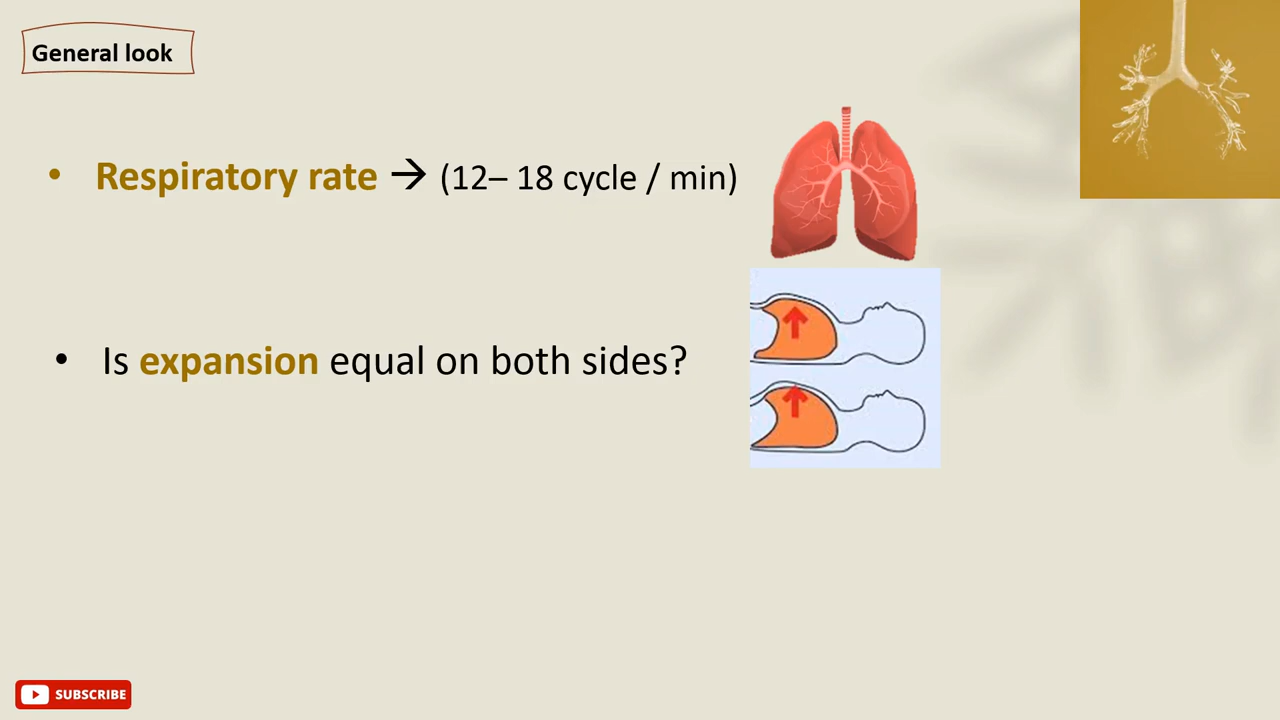 General look
• Respiratory rate → (12– 18 cycle / min)
• Is expansion equal on both sides?
SUBSCRIBE